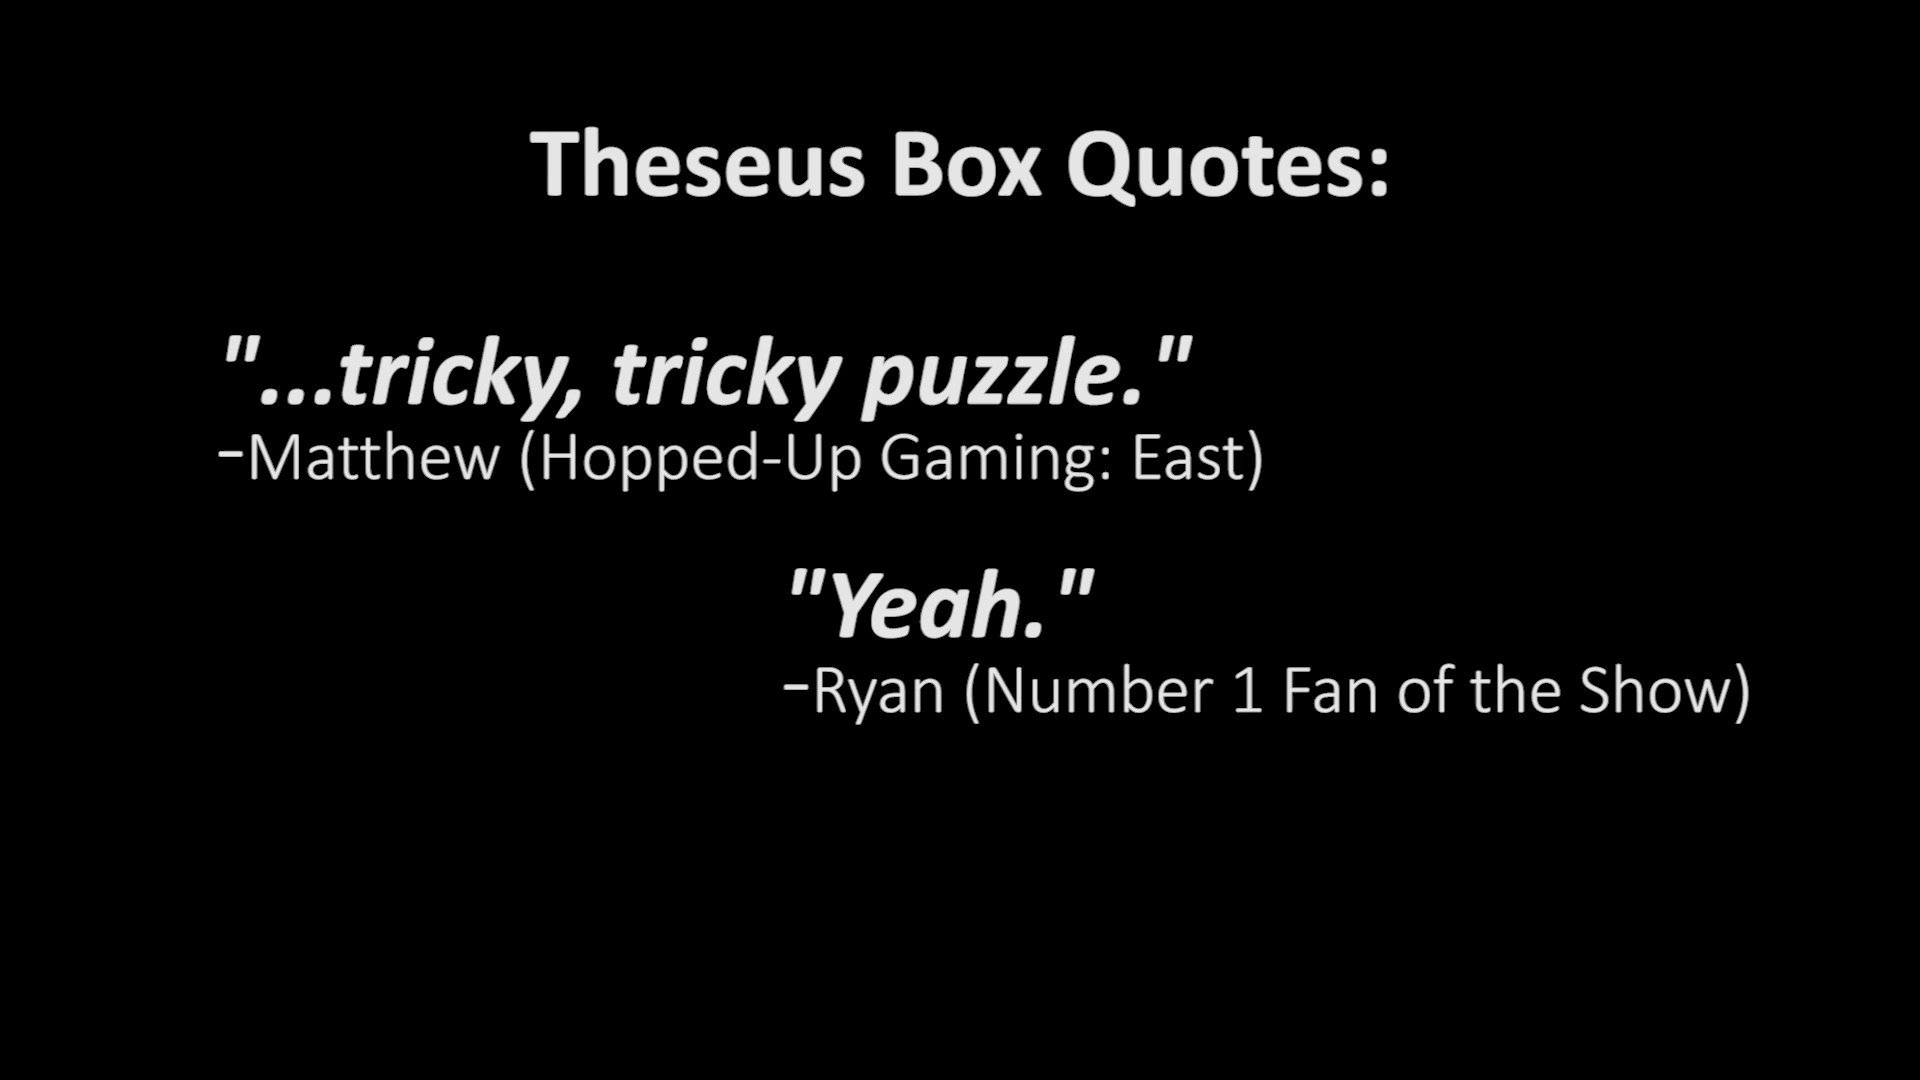 Theseus Box Quotes:
"...tricky, tricky puzzle."
-Matthew (Hopped-Up Gaming: East)
"Yeah."
-Ryan (Number 1 Fan of the Show)